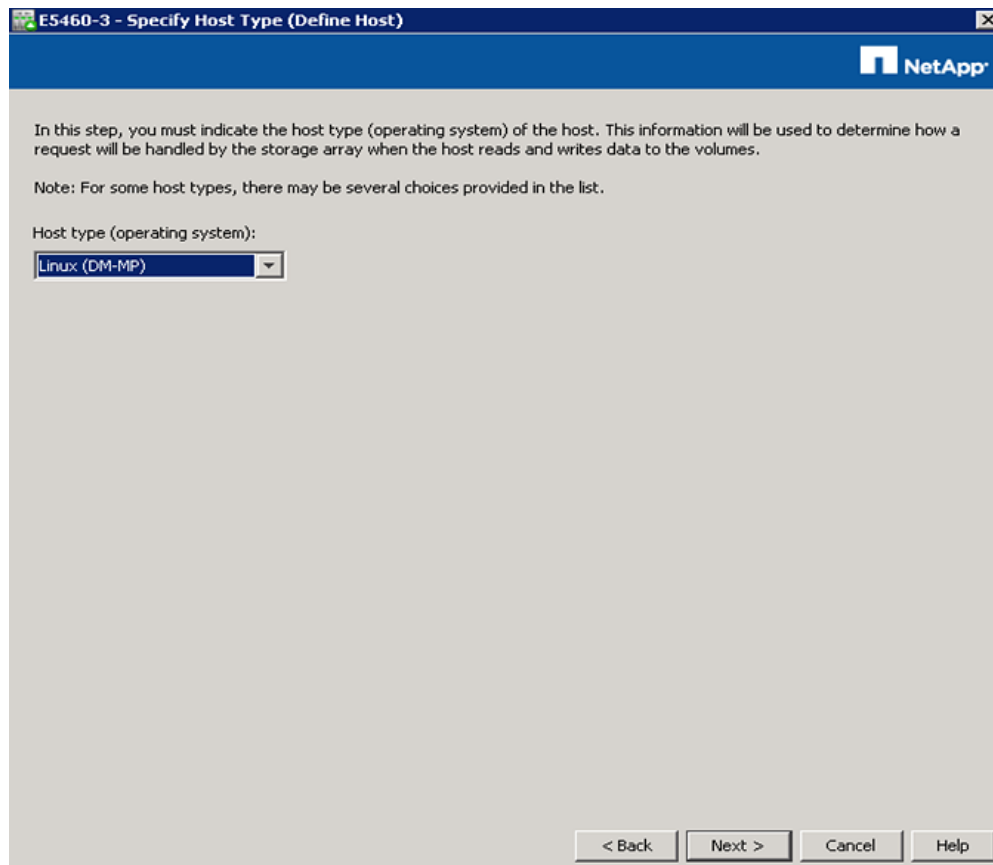 E5460-3 - Specify Host Type (Define Host)
NetApp
In this step, you must indicate the host type (operating system) of the host. This information will be used to determine how a
request will be handled by the storage array when the host reads and writes data to the volumes.
Note: For some host types, there may be several choices provided in the list.
Host type (operating system):
Linux (DM-MP)
< Back Next > Cancel Help